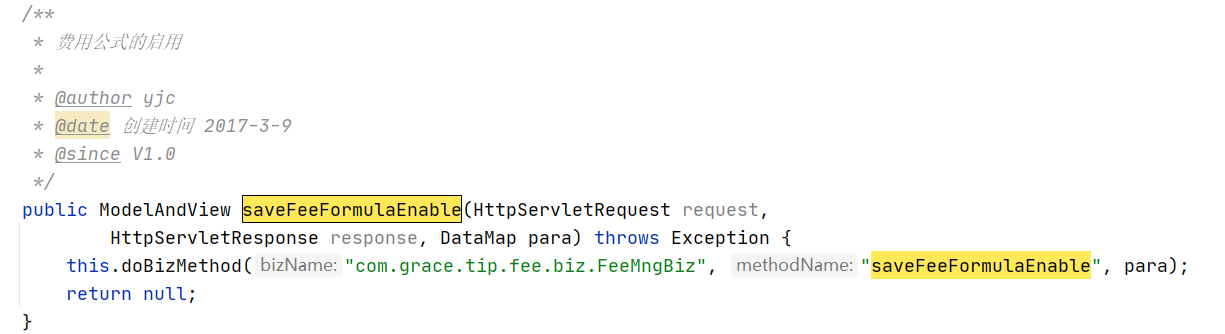 /**
* 费用公式的启用
*
* @author yjc
* @date 创建时间 2017-3-9
* @since V1.0
*/
public ModelAndView saveFeeFormulaEnable(HttpServletRequest request,
HttpServletResponse response, DataMap para) throws Exception {
this.doBizMethod( bizName: "com.grace.tip.fee.biz.FeeMngBiz", methodName: "saveFeeFormulaEnable", para);
return null;
}